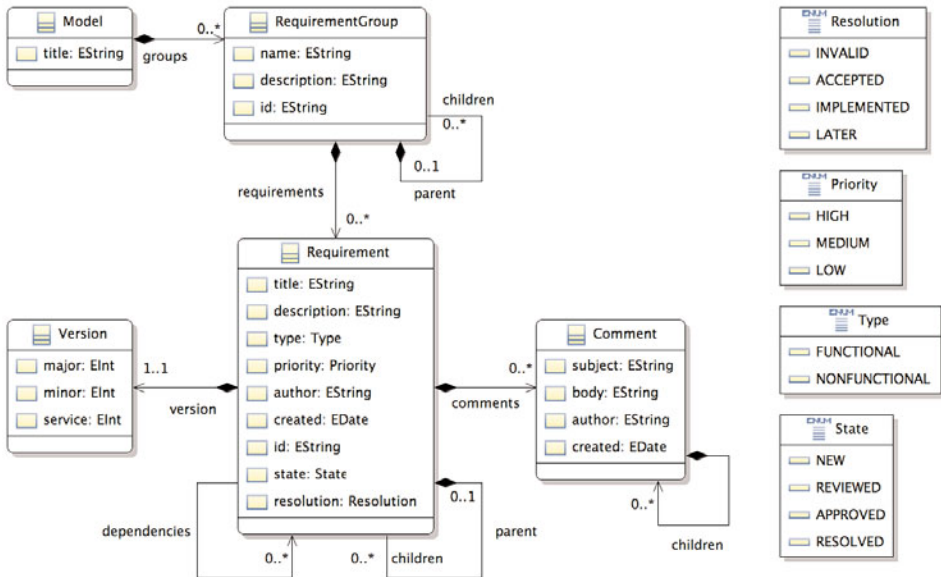 Model
title: EString
groups
0..*
RequirementGroup
name: EString
description: EString
id: EString
children
0..*
0..1
parent
requirements
0..*
Requirement
title: EString
description: EString
type: Type
priority: Priority
author: EString
created: EDate
id: EString
state: State
resolution: Resolution
Version
major: EInt
minor: EInt
service: EInt
1..1
version
0..*
comments
Comment
subject: EString
body: EString
author: EString
created: EDate
0..*
children
dependencies
0..*
0..*
children
0..1
parent
ENUM
Resolution
INVALID
ACCEPTED
IMPLEMENTED
LATER
ENUM
Priority
HIGH
MEDIUM
LOW
ENUM
Type
FUNCTIONAL
NONFUNCTIONAL
ENUM
State
NEW
REVIEWED
APPROVED
RESOLVED